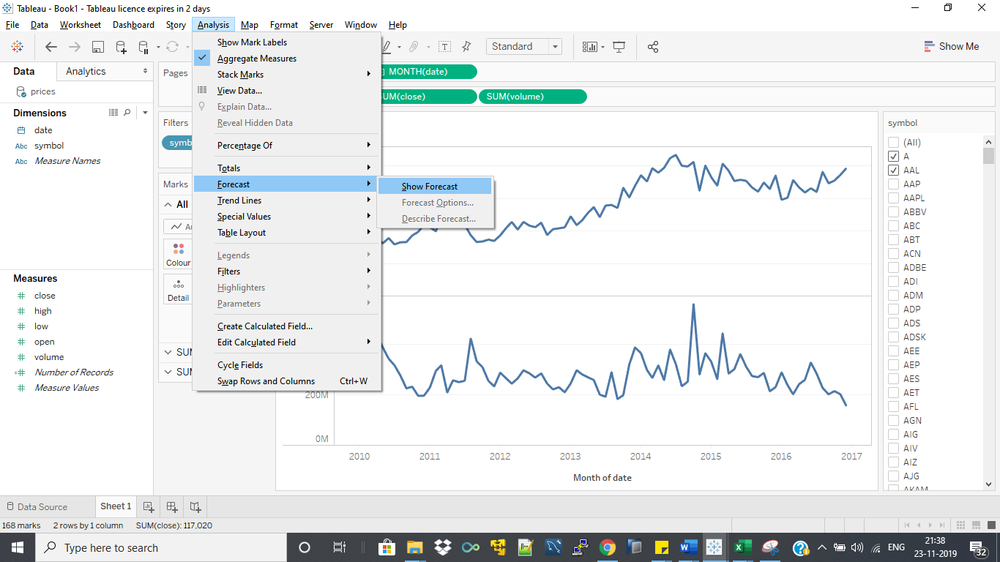 Tableau - Book1 - Tableau licence expires in 2 days
File Data Worksheet Dashboard Story Analysis Map Format Server Window Help
Standard
Show Me
Data Analytics
prices
Dimensions
date
symbol
Measure Names
Measures
close
high
low
open
volume
Number of Records
Measure Values
Pages
Filters
symb
Marks
All
Colour
Detail
SUM
SUM
Show Mark Labels
Aggregate Measures
Stack Marks
View Data...
Explain Data...
Reveal Hidden Data
Percentage Of
Totals
Forecast
Trend Lines
Special Values
Table Layout
Legends
Filters
Highlighters
Parameters
Create Calculated Field...
Edit Calculated Field
Cycle Fields
Swap Rows and Columns Ctrl+W
Show Forecast
Forecast Options...
Describe Forecast...
MONTH(date)
UM(close) SUM(volume)
200M
0M
2010 2011 2012 2013 2014 2015 2016 2017
Month of date
symbol
(All)
A
AAL
AAP
AAPL
ABBV
ABC
ABT
ACN
ADBE
ADI
ADM
ADP
ADS
ADSK
AEE
AEP
AES
AET
AFL
AGN
AIG
AIV
AIZ
AJG
AKAM
Data Source Sheet 1
168 marks 2 rows by 1 column SUM(close): 117,020
Type here to search
ENG
21:38
23-11-2019
32